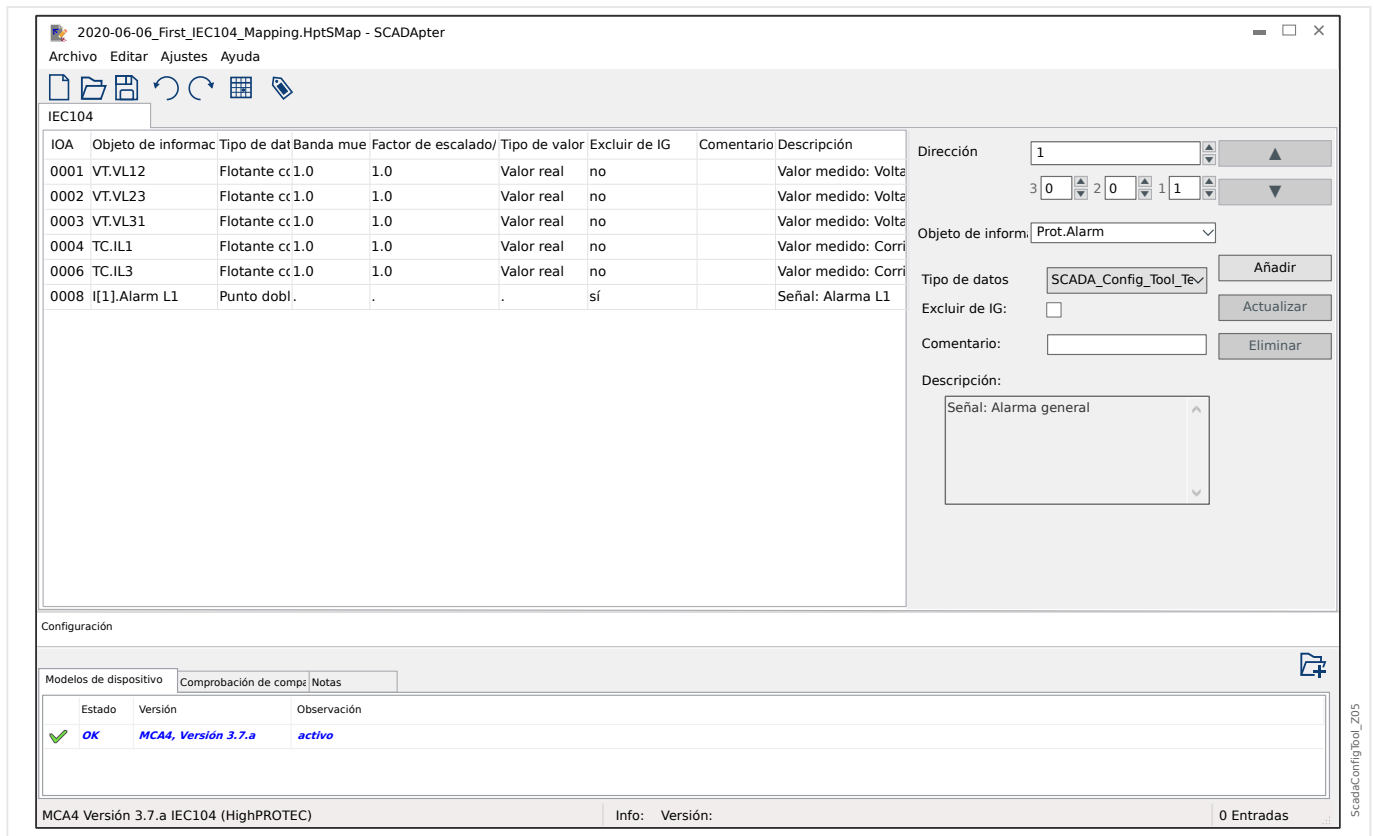 2020-06-06_First_IEC104_Mapping.HptSMap - SCADApter
Archivo Editar Ajustes Ayuda
IEC104
IOA Objeto de informac Tipo de dat Banda mue Factor de escalado/ Tipo de valor Excluir de IG Comentario Descripción
0001 VT.VL12 Flotante co 1.0 1.0 Valor real no Valor medido: Volta
0002 VT.VL23 Flotante co 1.0 1.0 Valor real no Valor medido: Volta
0003 VT.VL31 Flotante co 1.0 1.0 Valor real no Valor medido: Volta
0004 TC.IL1 Flotante co 1.0 1.0 Valor real no Valor medido: Corri
0006 TC.IL3 Flotante co 1.0 1.0 Valor real no Valor medido: Corri
0008 I[1].Alarm L1 Punto dobl . . . sí Señal: Alarma L1
Dirección 1
3 0 2 0 1 1
Objeto de informa Prot.Alarm
Tipo de datos SCADA_Config_Tool_Te
Añadir
Excluir de IG:
Actualizar
Comentario:
Eliminar
Descripción:
Señal: Alarma general
Configuración
Modelos de dispositivo Comprobación de compa Notas
Estado Versión Observación
OK MCA4, Versión 3.7.a activo
MCA4 Versión 3.7.a IEC104 (HighPROTEC) Info: Versión: 0 Entradas
ScadaConfigTool_Z05